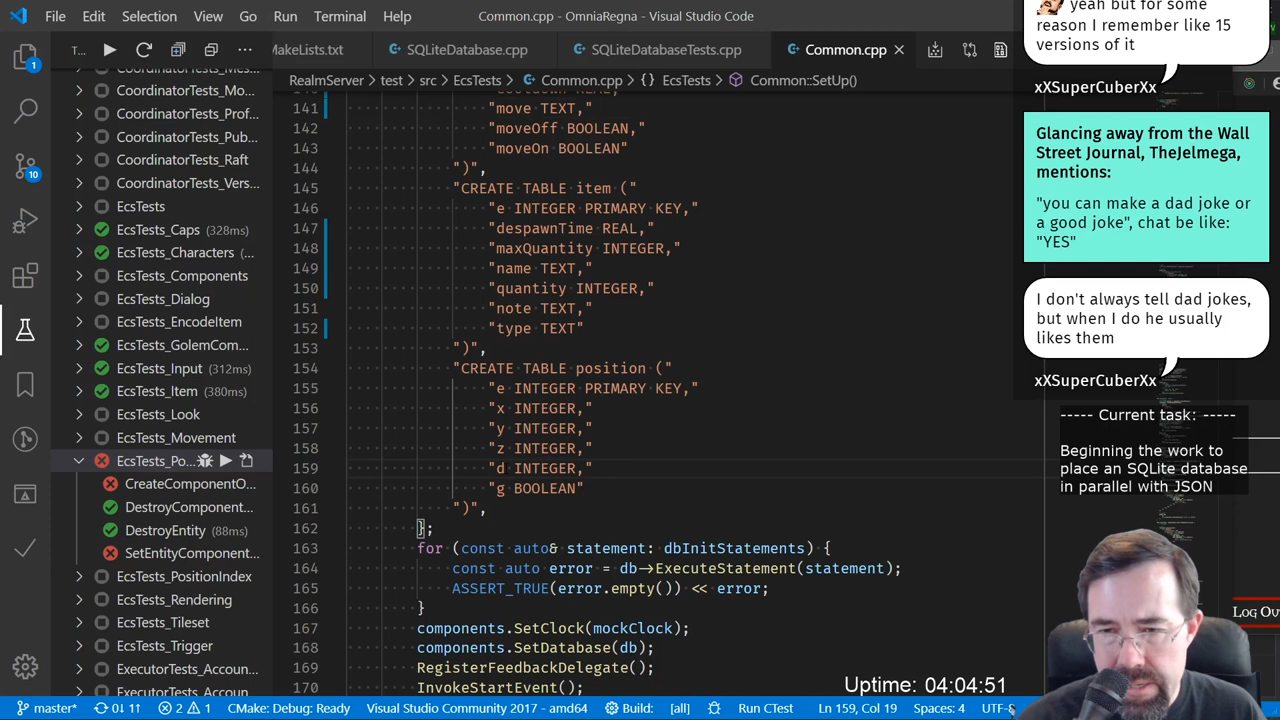 File Edit Selection View Go Run Terminal Help
Common.cpp - OmniaRegna - Visual Studio Code
MakeLists.txt SQLiteDatabase.cpp SQLiteDatabaseTests.cpp Common.cpp
RealmServer > test > src > EcsTests > Common.cpp > {} EcsTests > Common::SetUp()
CoordinatorTests_Mo...
CoordinatorTests_Prof...
CoordinatorTests_Pub...
CoordinatorTests_Raft
CoordinatorTests_Vers...
EcsTests
EcsTests_Caps (328ms)
EcsTests_Characters (...
EcsTests_Components
EcsTests_Dialog
EcsTests_EncodeItem
EcsTests_GolemCom...
EcsTests_Input (312ms)
EcsTests_Item (380ms)
EcsTests_Look
EcsTests_Movement
EcsTests_Po...
CreateComponentO...
DestroyComponent...
DestroyEntity (88ms)
SetEntityComponent...
EcsTests_PositionIndex
EcsTests_Rendering
EcsTests_Tileset
EcsTests_Trigger
ExecutorTests_Accoun...
ExecutorTests_Accoun
141 "move TEXT,"
142 "moveOff BOOLEAN,"
143 "moveOn BOOLEAN"
144 ")",
145 "CREATE TABLE item ("
146 "e INTEGER PRIMARY KEY,"
147 "despawnTime REAL,"
148 "maxQuantity INTEGER,"
149 "name TEXT,"
150 "quantity INTEGER,"
151 "note TEXT,"
152 "type TEXT"
153 ")",
154 "CREATE TABLE position ("
155 "e INTEGER PRIMARY KEY,"
156 "x INTEGER,"
157 "y INTEGER,"
158 "z INTEGER,"
159 "d INTEGER,"
160 "g BOOLEAN"
161 ")",
162 };
163 for (const auto& statement: dbInitStatements) {
164 const auto error = db->ExecuteStatement(statement);
165 ASSERT_TRUE(error.empty()) << error;
166 }
167 components.SetClock(mockClock);
168 components.SetDatabase(db);
169 RegisterFeedbackDelegate();
170 InvokeStartEvent();
yeah but for some
reason I remember like 15
versions of it
xXSuperCuberXx
Glancing away from the Wall
Street Journal, TheJelmega,
mentions:
"you can make a dad joke or
a good joke", chat be like:
"YES"
I don't always tell dad jokes,
but when I do he usually
likes them
xXSuperCuberXx
----- Current task: -----
Beginning the work to
place an SQLite database
in parallel with JSON
Log Ou
Uptime: 04:04:51
1
10
master* 0↓ 11↑ 2 1 CMake: Debug: Ready Visual Studio Community 2017 - amd64 Build: [all] Run CTest Ln 159, Col 19 Spaces: 4 UTF-8